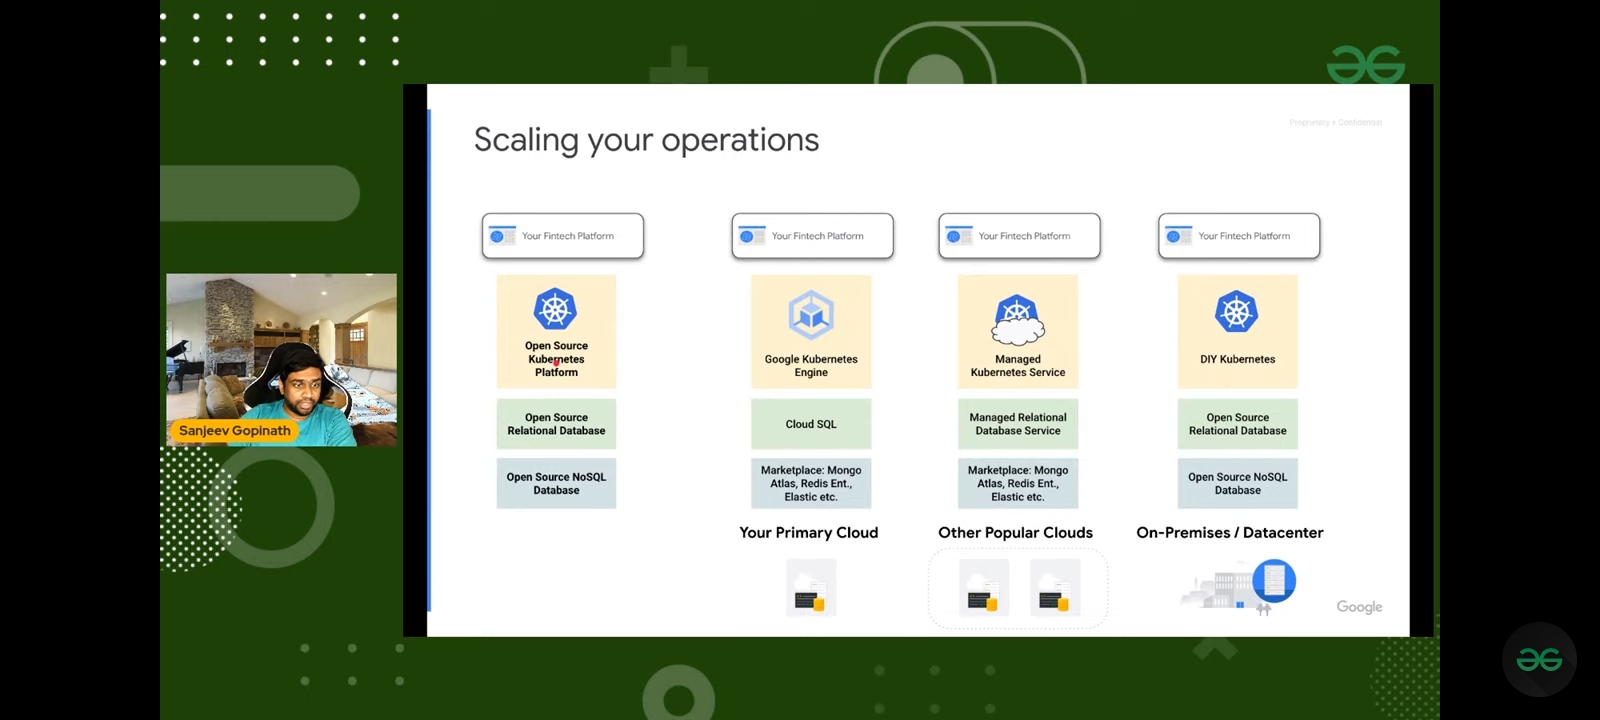 Scaling your operations
Proprietary + Confidential
Your Fintech Platform
Your Fintech Platform
Your Fintech Platform
Your Fintech Platform
Open Source
Kubernetes
Platform
Google Kubernetes
Engine
Managed
Kubernetes Service
DIY Kubernetes
Open Source
Relational Database
Cloud SQL
Managed Relational
Database Service
Open Source
Relational Database
Open Source NoSQL
Database
Marketplace: Mongo
Atlas, Redis Ent.,
Elastic etc.
Marketplace: Mongo
Atlas, Redis Ent.,
Elastic etc.
Open Source NoSQL
Database
Your Primary Cloud
Other Popular Clouds
On-Premises / Datacenter
Google
Sanjeev Gopinath